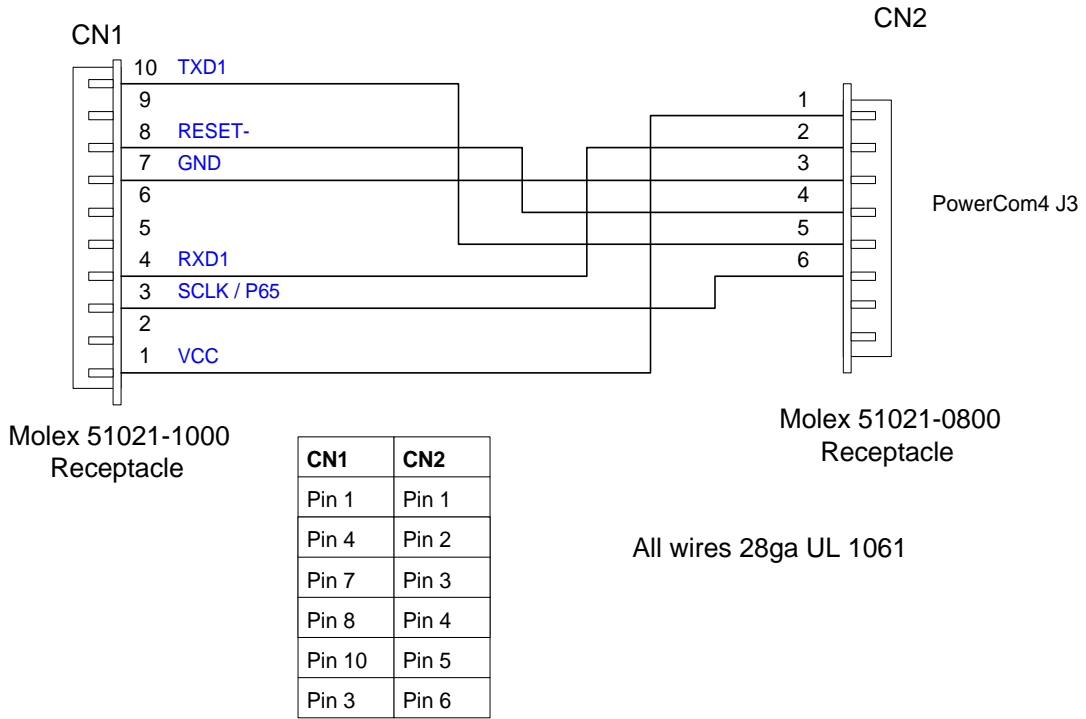 CN1
CN2
10 TXD1
9
8 RESET-
7 GND
6
5
4 RXD1
3 SCLK / P65
2
1 VCC
1
2
3
4
5
6
PowerCom4 J3
Molex 51021-1000
Receptacle
Molex 51021-0800
Receptacle
CN1 CN2
Pin 1 Pin 1
Pin 4 Pin 2
Pin 7 Pin 3
Pin 8 Pin 4
Pin 10 Pin 5
Pin 3 Pin 6
All wires 28ga UL 1061